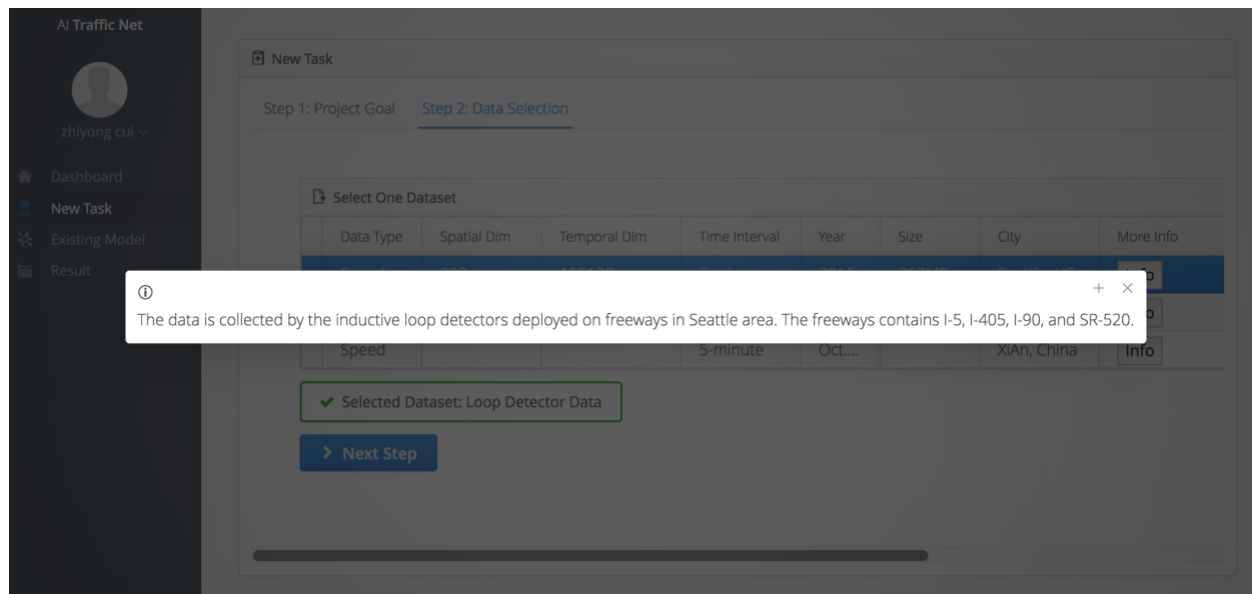 AI Traffic Net
zhiyong cui
Dashboard
New Task
Existing Model
Result
New Task
Step 1: Project Goal Step 2: Data Selection
Select One Dataset
Data Type Spatial Dim Temporal Dim Time Interval Year Size City More Info
The data is collected by the inductive loop detectors deployed on freeways in Seattle area. The freeways contains I-5, I-405, I-90, and SR-520.
Speed 5-minute Oct.... XiAn, China Info
Selected Dataset: Loop Detector Data
Next Step